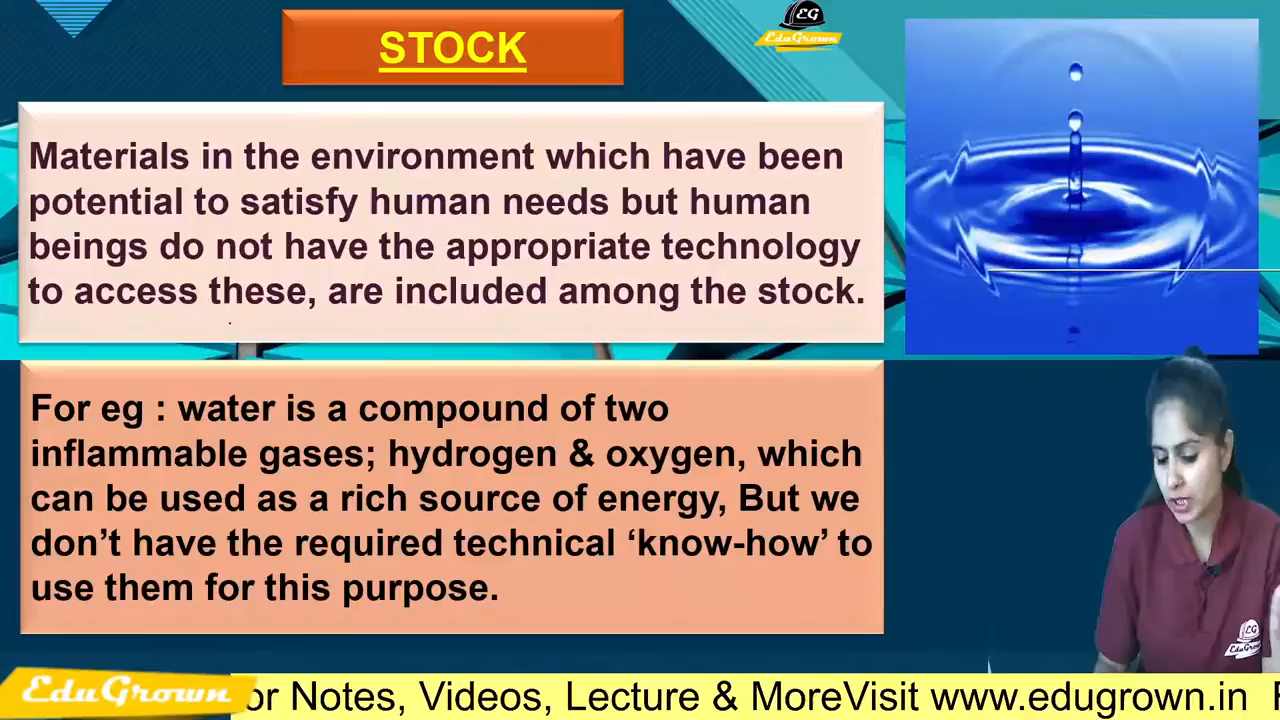 STOCK
EG
EduGrown
Materials in the environment which have been
potential to satisfy human needs but human
beings do not have the appropriate technology
to access these, are included among the stock.
For eg : water is a compound of two
inflammable gases; hydrogen & oxygen, which
can be used as a rich source of energy, But we
don’t have the required technical ‘know-how’ to
use them for this purpose.
EG
EduGrown
EduGrown
or Notes, Videos, Lecture & MoreVisit www.edugrown.in